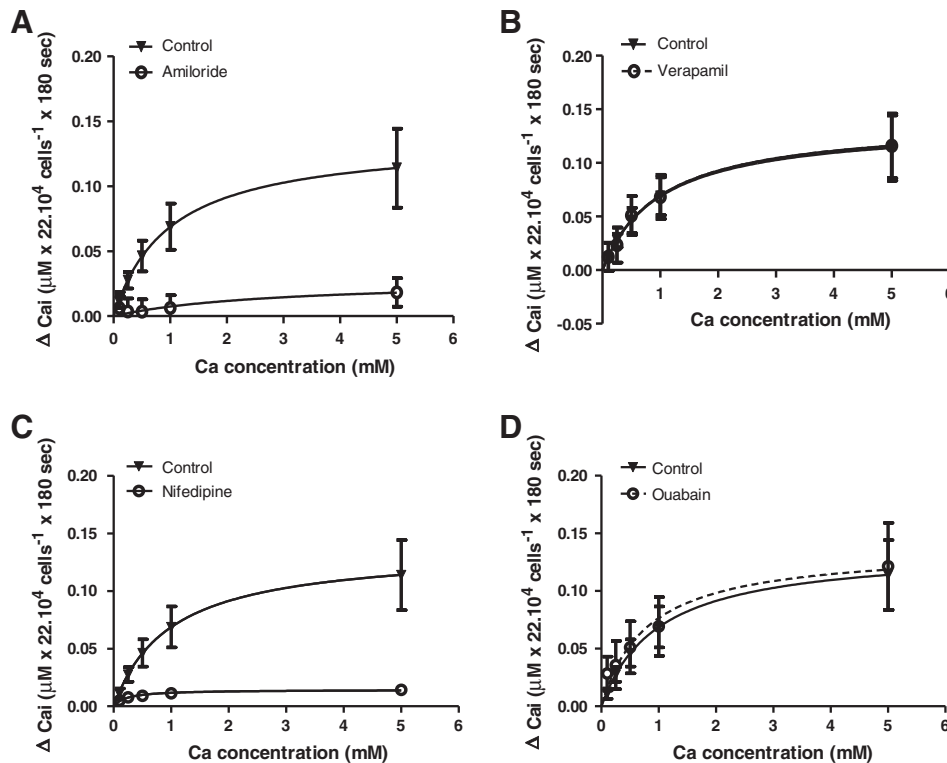 A
Control
Amiloride
0.20
0.15
0.10
0.05
0.00
0 1 2 3 4 5 6
Δ Cai (µM x 22.10⁴ cells⁻¹ x 180 sec)
Ca concentration (mM)
B
Control
Verapamil
0.20
0.15
0.10
0.05
0.00
-0.05
1 2 3 4 5 6
Δ Cai (µM x 22.10⁴ cells⁻¹ x 180 sec)
Ca concentration (mM)
C
Control
Nifedipine
0.20
0.15
0.10
0.05
0.00
0 1 2 3 4 5 6
Δ Cai (µM x 22.10⁴ cells⁻¹ x 180 sec)
Ca concentration (mM)
D
Control
Ouabain
0.20
0.15
0.10
0.05
0.00
0 1 2 3 4 5 6
Δ Cai (µM x 22.10⁴ cells⁻¹ x 180 sec)
Ca concentration (mM)